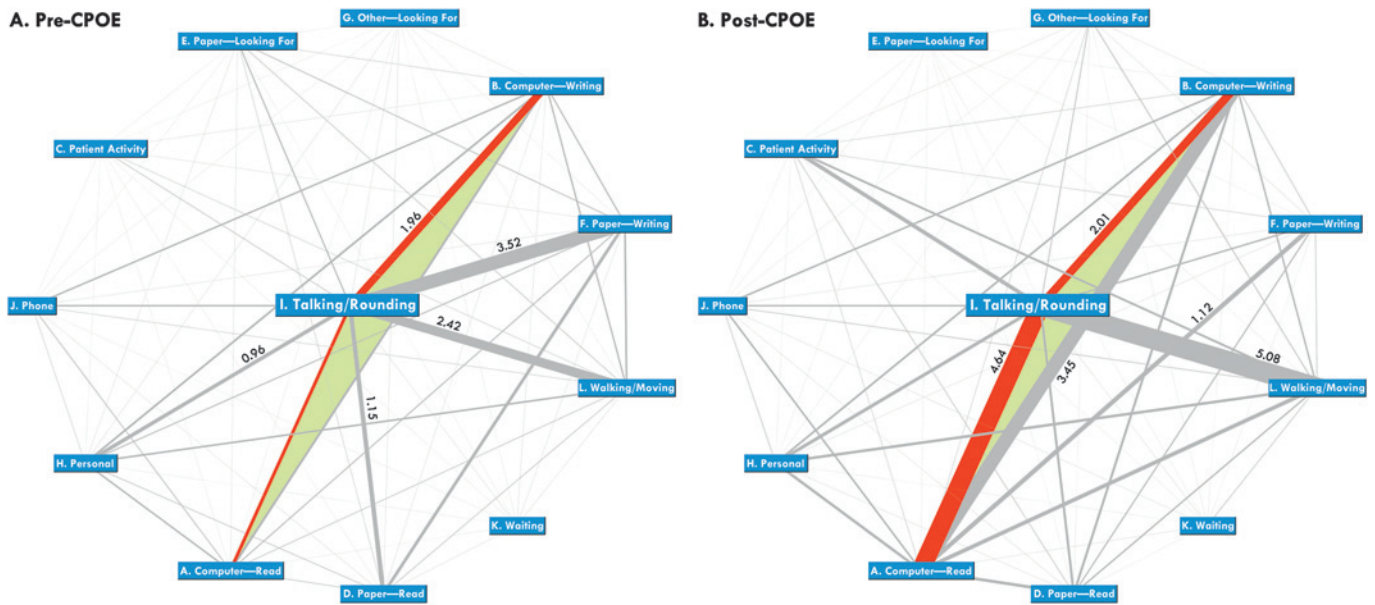 A. Pre-CPOE
G. Other—Looking For
E. Paper—Looking For
B. Computer—Writing
C. Patient Activity
1.96
F. Paper—Writing
3.52
J. Phone
I. Talking/Rounding
2.42
0.96
L. Walking/Moving
1.15
H. Personal
K. Waiting
A. Computer—Read
D. Paper—Read
B. Post-CPOE
G. Other—Looking For
E. Paper—Looking For
B. Computer—Writing
C. Patient Activity
2.01
F. Paper—Writing
J. Phone
I. Talking/Rounding
1.12
4.64
3.45
5.08
L. Walking/Moving
H. Personal
K. Waiting
A. Computer—Read
D. Paper—Read